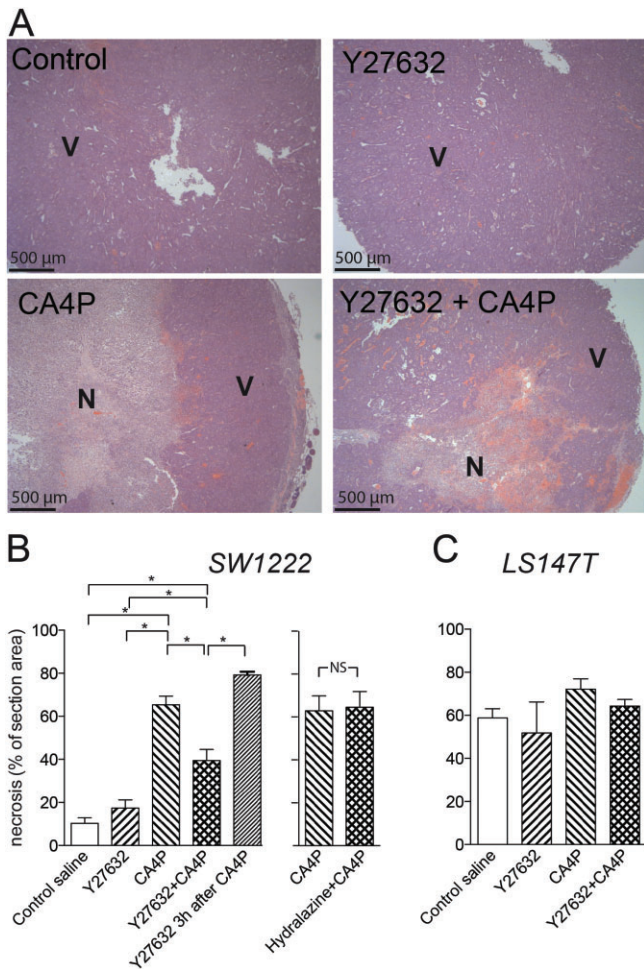 A
Control
V
500 µm
Y27632
V
500 µm
CA4P
N
V
500 µm
Y27632 + CA4P
V
N
500 µm
B
SW1222
necrosis (% of section area)
100
80
60
40
20
0
*
*
*
*
*
*
Control saline
Y27632
CA4P
Y27632+CA4P
Y27632 3h after CA4P
NS
CA4P
Hydralazine+CA4P
C
LS147T
100
80
60
40
20
0
Control saline
Y27632
CA4P
Y27632+CA4P